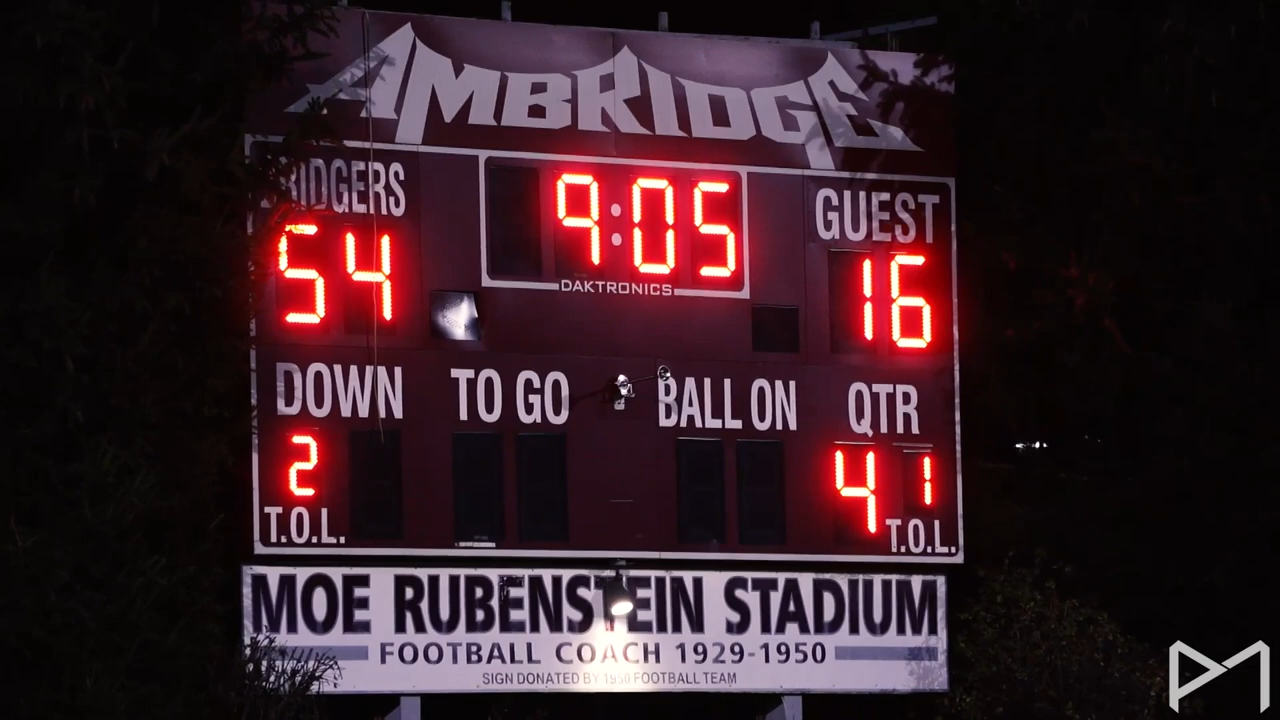 AMBRIDGE
BRIDGERS
9:05
GUEST
54
DAKTRONICS
16
DOWN TO GO BALL ON QTR
2 4 1
T.O.L. T.O.L.
MOE RUBENSTEIN STADIUM
FOOTBALL COACH 1929-1950
SIGN DONATED BY 1950 FOOTBALL TEAM